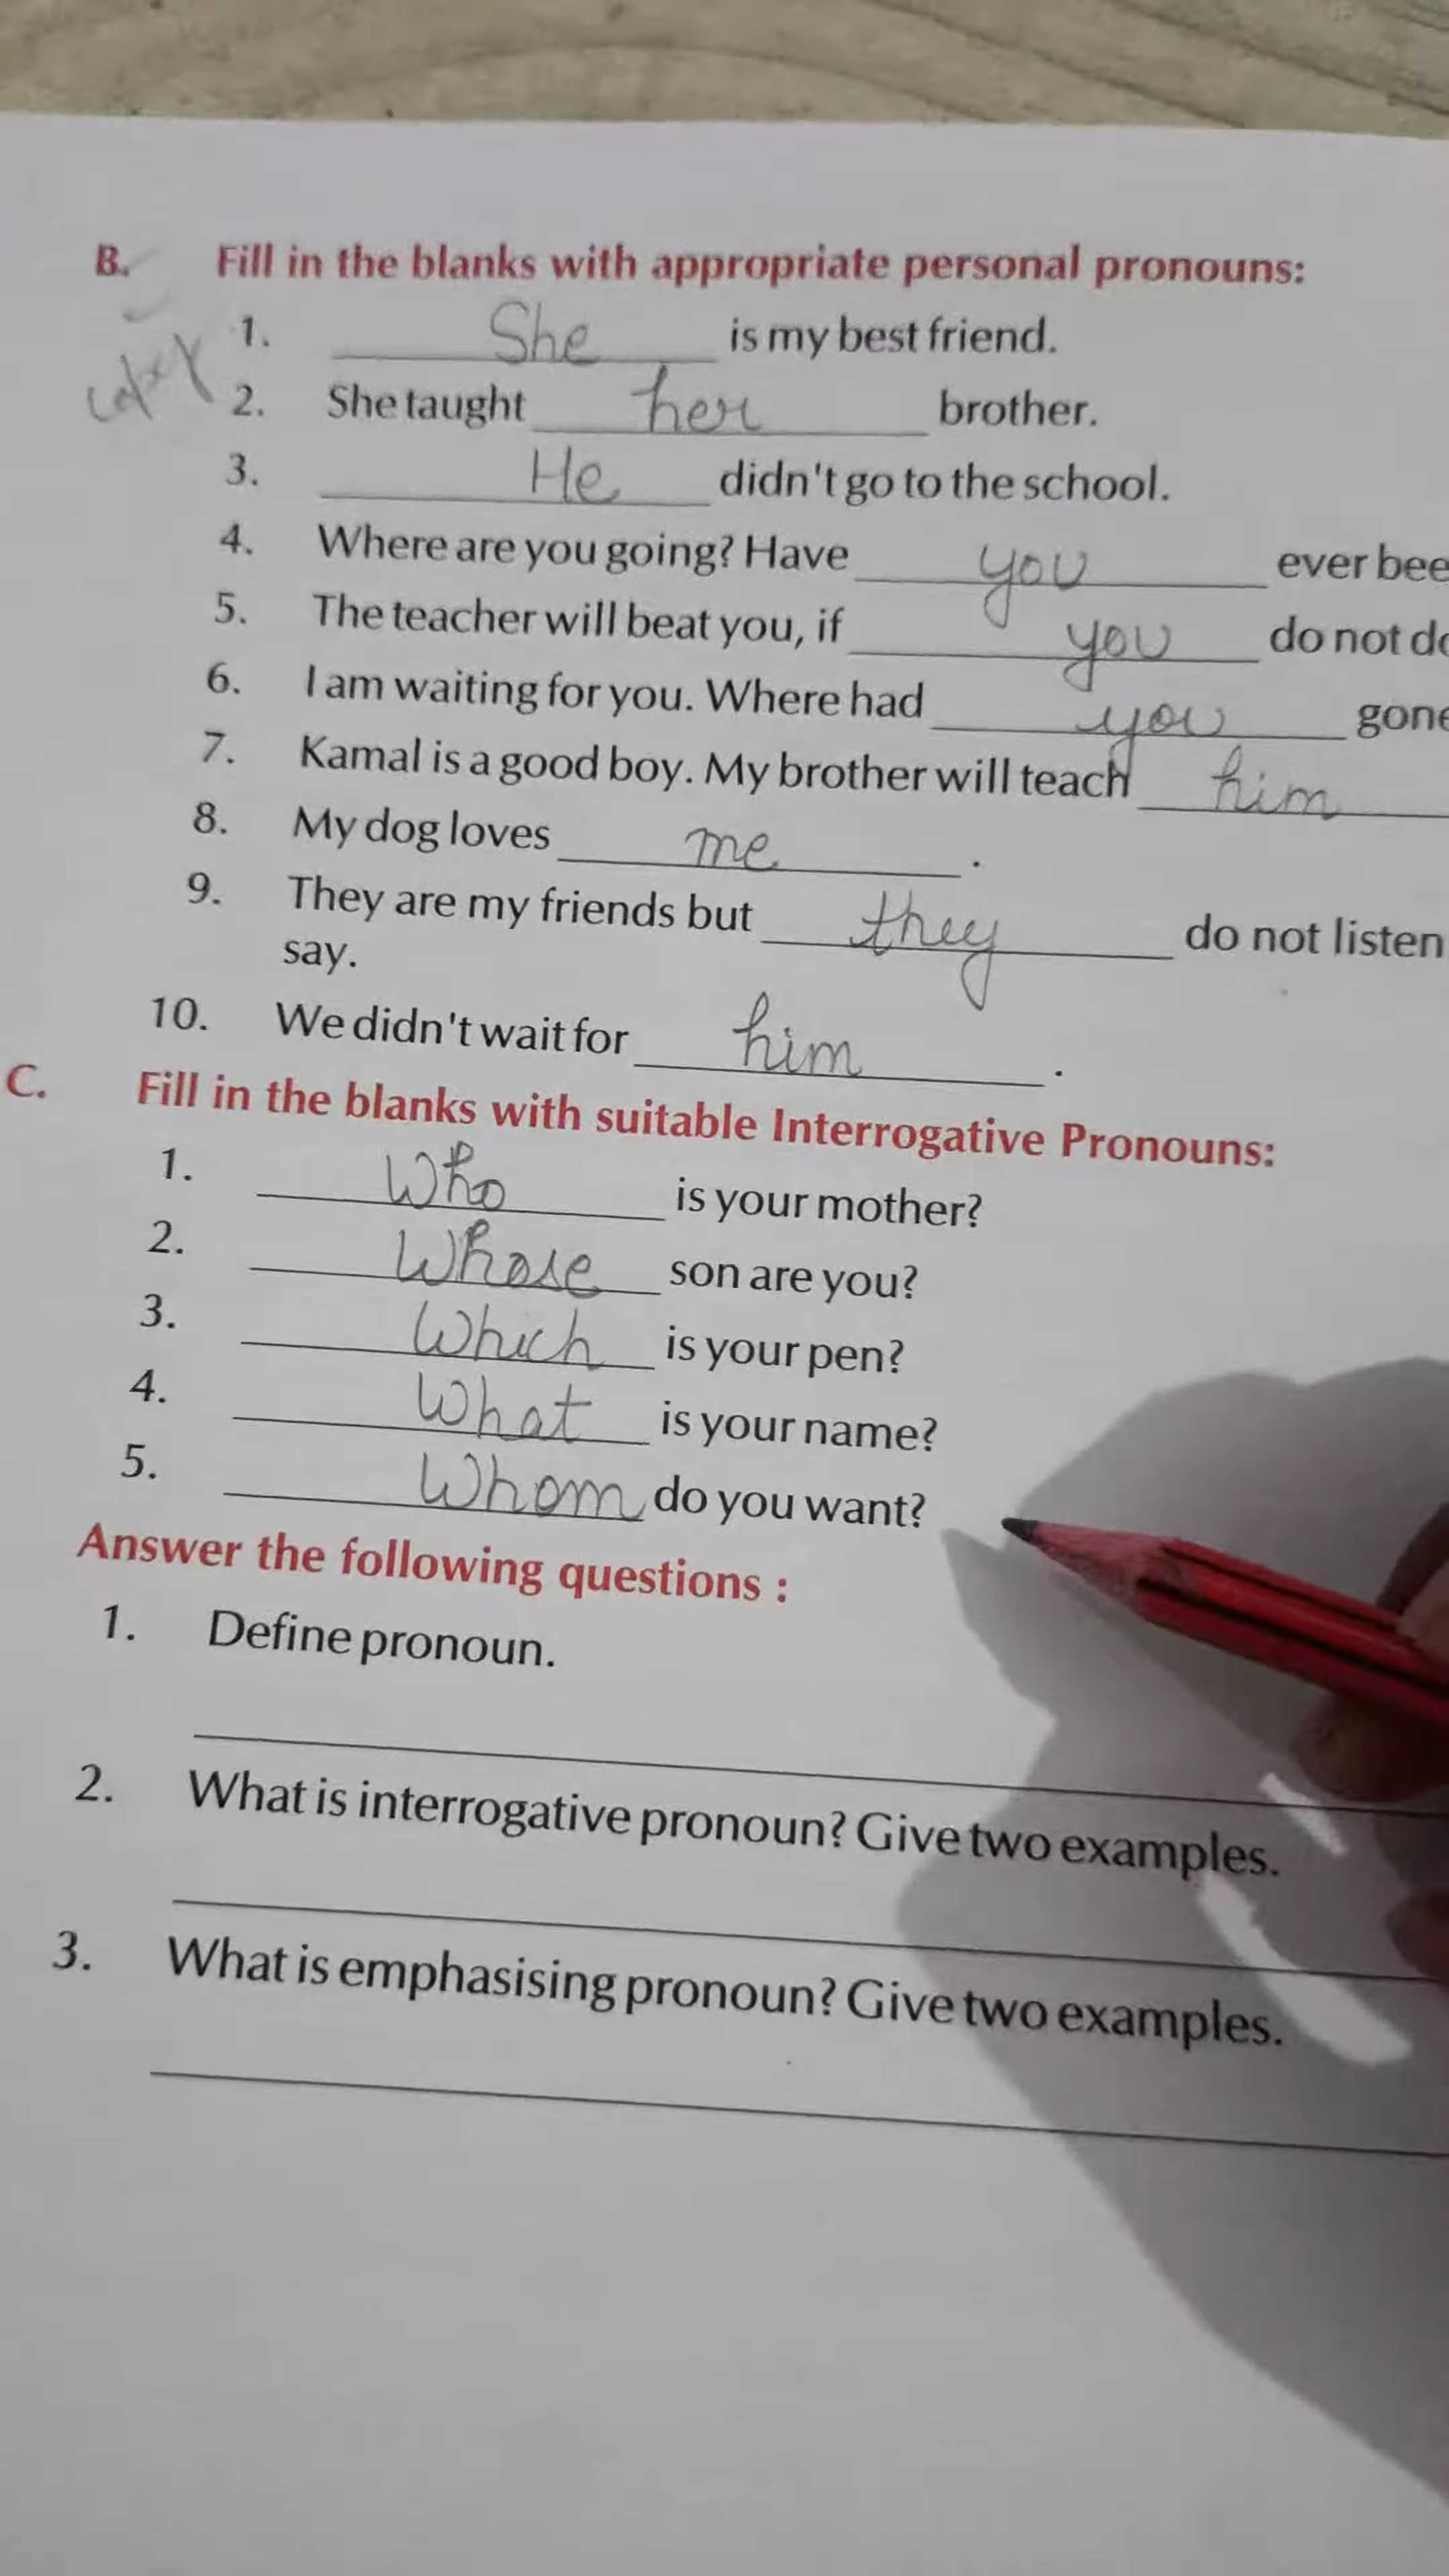 B. Fill in the blanks with appropriate personal pronouns:
1. She is my best friend.
2. She taught her brother.
3. He didn't go to the school.
4. Where are you going? Have you ever bee
5. The teacher will beat you, if you do not do
6. I am waiting for you. Where had you gone
7. Kamal is a good boy. My brother will teach him
8. My dog loves me .
9. They are my friends but they do not listen
say.
10. We didn't wait for him .
C. Fill in the blanks with suitable Interrogative Pronouns:
1. Who is your mother?
2. Whose son are you?
3. Which is your pen?
4. What is your name?
5. Whom do you want?
Answer the following questions :
1. Define pronoun.
2. What is interrogative pronoun? Give two examples.
3. What is emphasising pronoun? Give two examples.